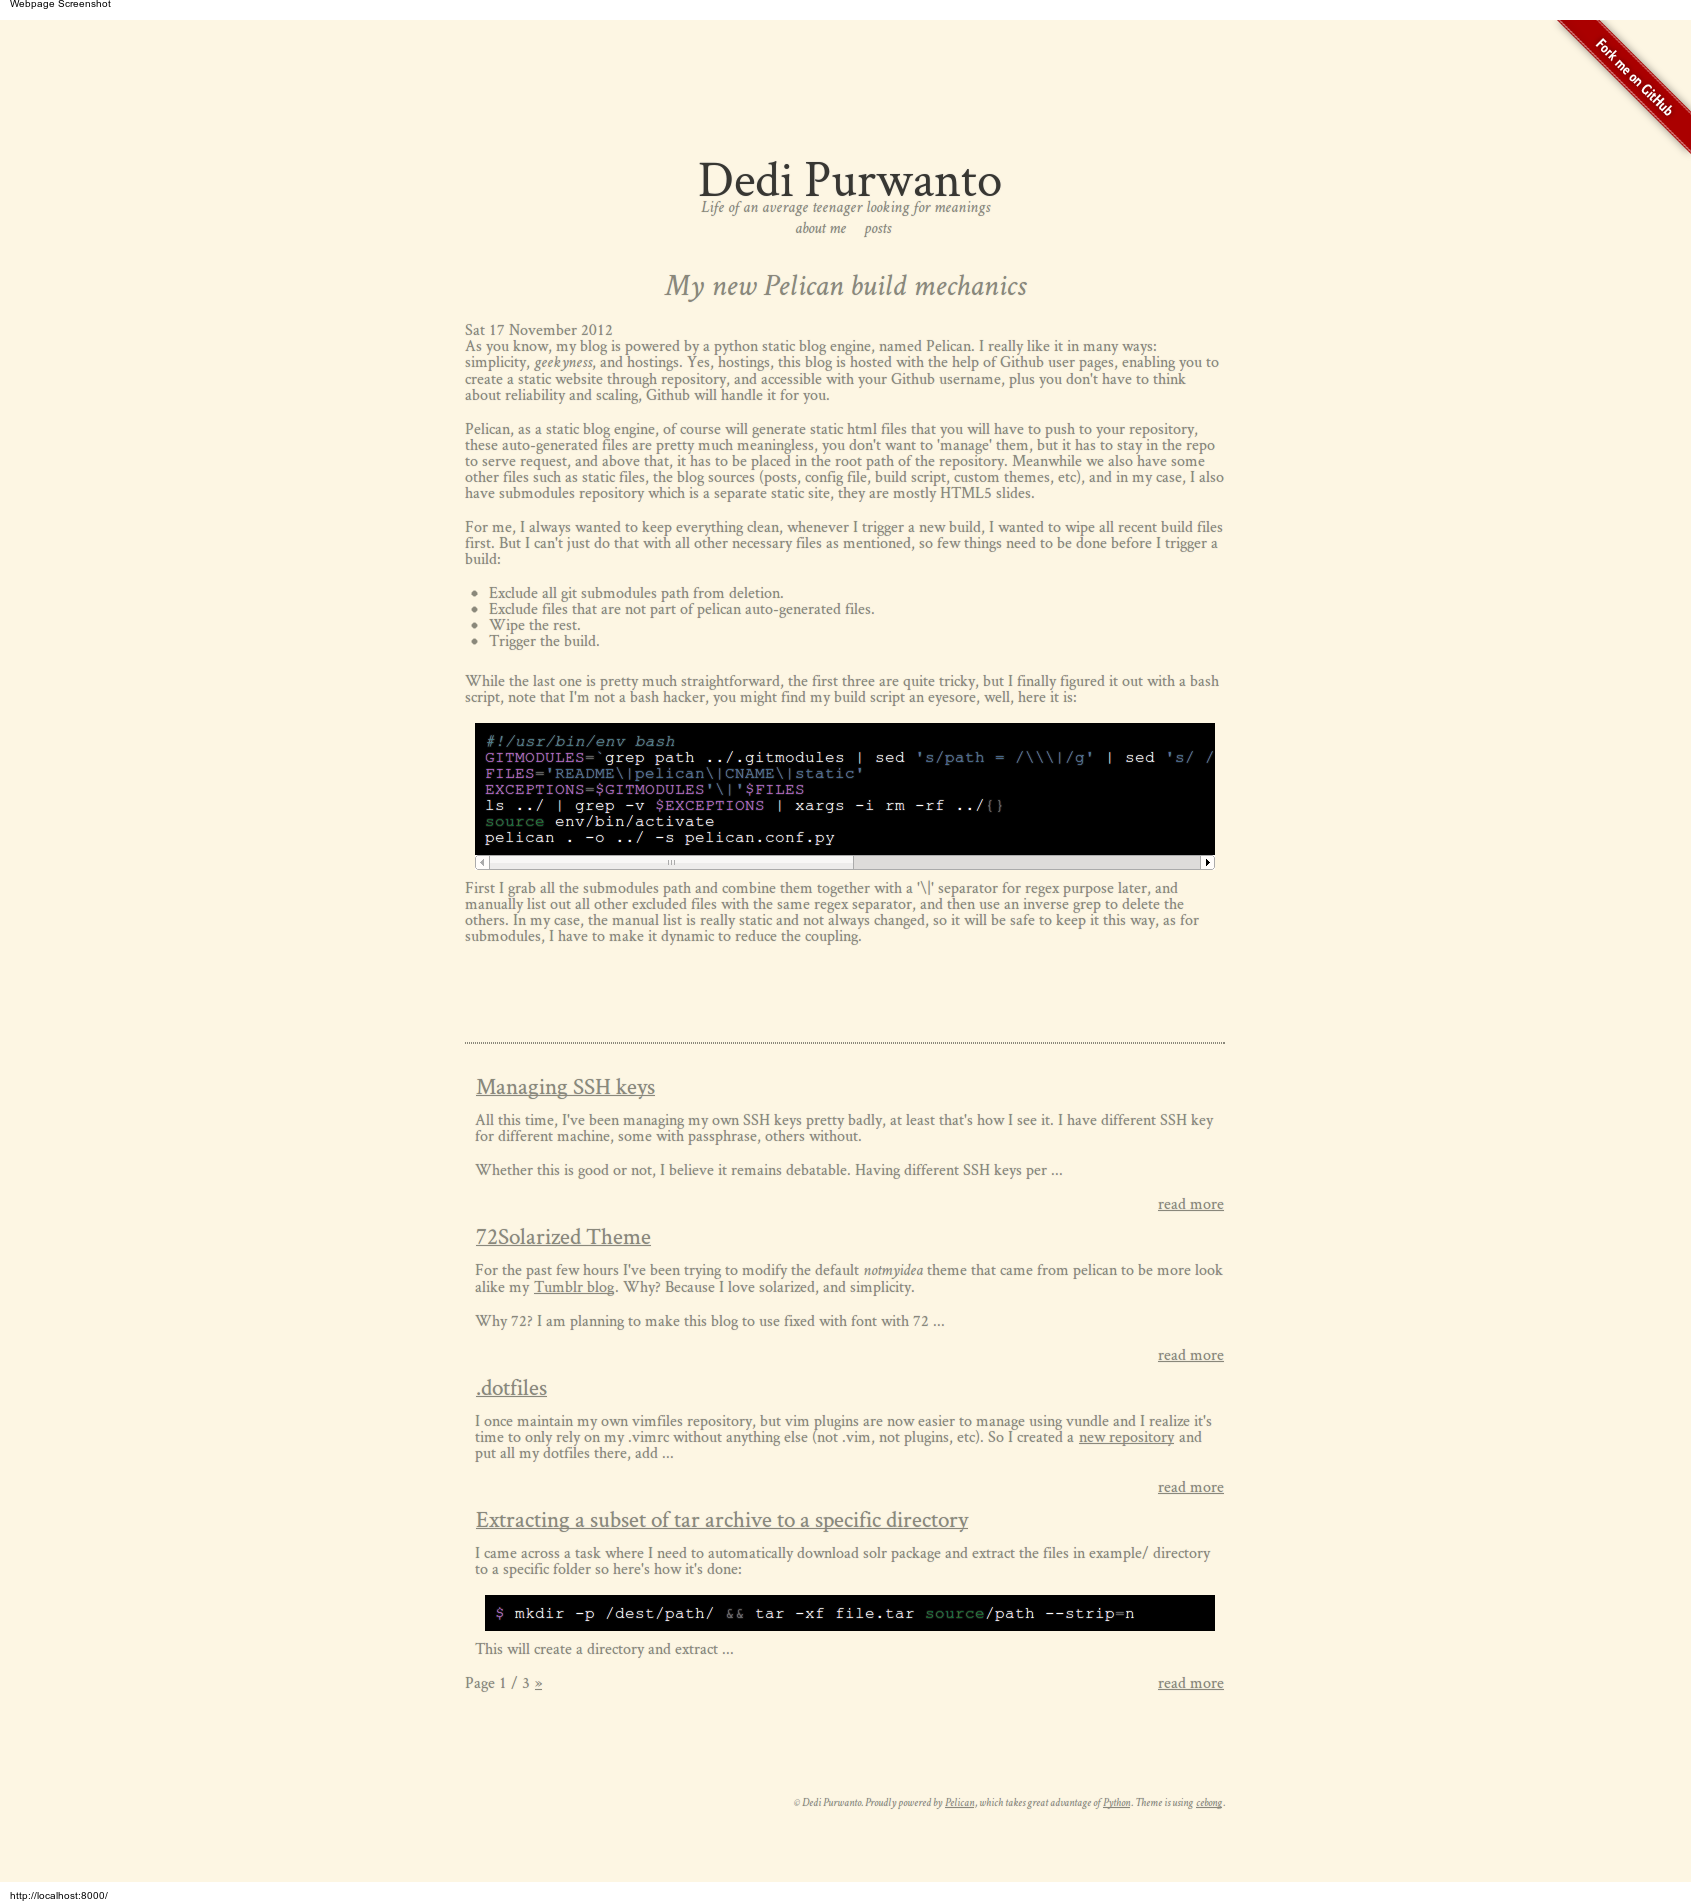 Webpage Screenshot
Fork me on GitHub
Dedi Purwanto
Life of an average teenager looking for meanings
about me posts
My new Pelican build mechanics
Sat 17 November 2012
As you know, my blog is powered by a python static blog engine, named Pelican. I really like it in many ways:
simplicity, geekyness, and hostings. Yes, hostings, this blog is hosted with the help of Github user pages, enabling you to
create a static website through repository, and accessible with your Github username, plus you don't have to think
about reliability and scaling, Github will handle it for you.
Pelican, as a static blog engine, of course will generate static html files that you will have to push to your repository,
these auto-generated files are pretty much meaningless, you don't want to 'manage' them, but it has to stay in the repo
to serve request, and above that, it has to be placed in the root path of the repository. Meanwhile we also have some
other files such as static files, the blog sources (posts, config file, build script, custom themes, etc), and in my case, I also
have submodules repository which is a separate static site, they are mostly HTML5 slides.
For me, I always wanted to keep everything clean, whenever I trigger a new build, I wanted to wipe all recent build files
first. But I can't just do that with all other necessary files as mentioned, so few things need to be done before I trigger a
build:
• Exclude all git submodules path from deletion.
• Exclude files that are not part of pelican auto-generated files.
• Wipe the rest.
• Trigger the build.
While the last one is pretty much straightforward, the first three are quite tricky, but I finally figured it out with a bash
script, note that I'm not a bash hacker, you might find my build script an eyesore, well, here it is:
#!/usr/bin/env bash
GITMODULES=`grep path ../.gitmodules | sed 's/path = /\\\|/g' | sed 's/ /
FILES='README\|pelican\|CNAME\|static'
EXCEPTIONS=$GITMODULES'\|'$FILES
ls ../ | grep -v $EXCEPTIONS | xargs -i rm -rf ../{}
source env/bin/activate
pelican . -o ../ -s pelican.conf.py
First I grab all the submodules path and combine them together with a '\|' separator for regex purpose later, and
manually list out all other excluded files with the same regex separator, and then use an inverse grep to delete the
others. In my case, the manual list is really static and not always changed, so it will be safe to keep it this way, as for
submodules, I have to make it dynamic to reduce the coupling.
Managing SSH keys
All this time, I've been managing my own SSH keys pretty badly, at least that's how I see it. I have different SSH key
for different machine, some with passphrase, others without.
Whether this is good or not, I believe it remains debatable. Having different SSH keys per ...
read more
72Solarized Theme
For the past few hours I've been trying to modify the default notmyidea theme that came from pelican to be more look
alike my Tumblr blog. Why? Because I love solarized, and simplicity.
Why 72? I am planning to make this blog to use fixed with font with 72 ...
read more
.dotfiles
I once maintain my own vimfiles repository, but vim plugins are now easier to manage using vundle and I realize it's
time to only rely on my .vimrc without anything else (not .vim, not plugins, etc). So I created a new repository and
put all my dotfiles there, add ...
read more
Extracting a subset of tar archive to a specific directory
I came across a task where I need to automatically download solr package and extract the files in example/ directory
to a specific folder so here's how it's done:
$ mkdir -p /dest/path/ && tar -xf file.tar source/path --strip=n
This will create a directory and extract ...
Page 1 / 3 » read more
© Dedi Purwanto. Proudly powered by Pelican, which takes great advantage of Python. Theme is using cebong.
http://localhost:8000/